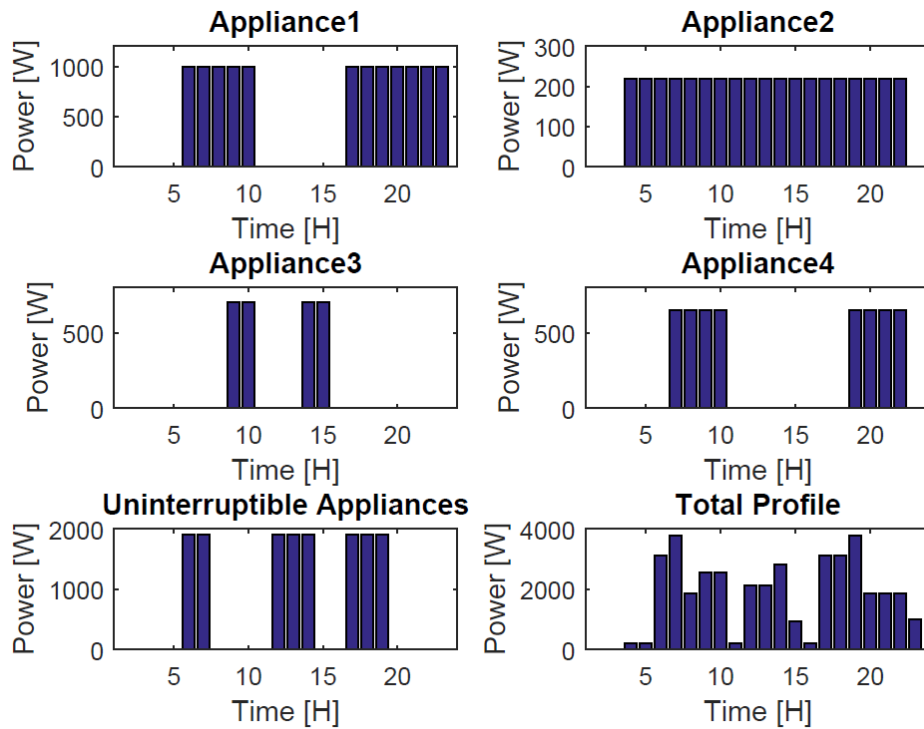 Appliance1
Power [W]
1000
500
0
5 10 15 20
Time [H]
Appliance2
Power [W]
300
200
100
0
5 10 15 20
Time [H]
Appliance3
Power [W]
500
0
5 10 15 20
Time [H]
Appliance4
Power [W]
500
0
5 10 15 20
Time [H]
Uninterruptible Appliances
Power [W]
2000
1000
0
5 10 15 20
Time [H]
Total Profile
Power [W]
4000
2000
0
5 10 15 20
Time [H]